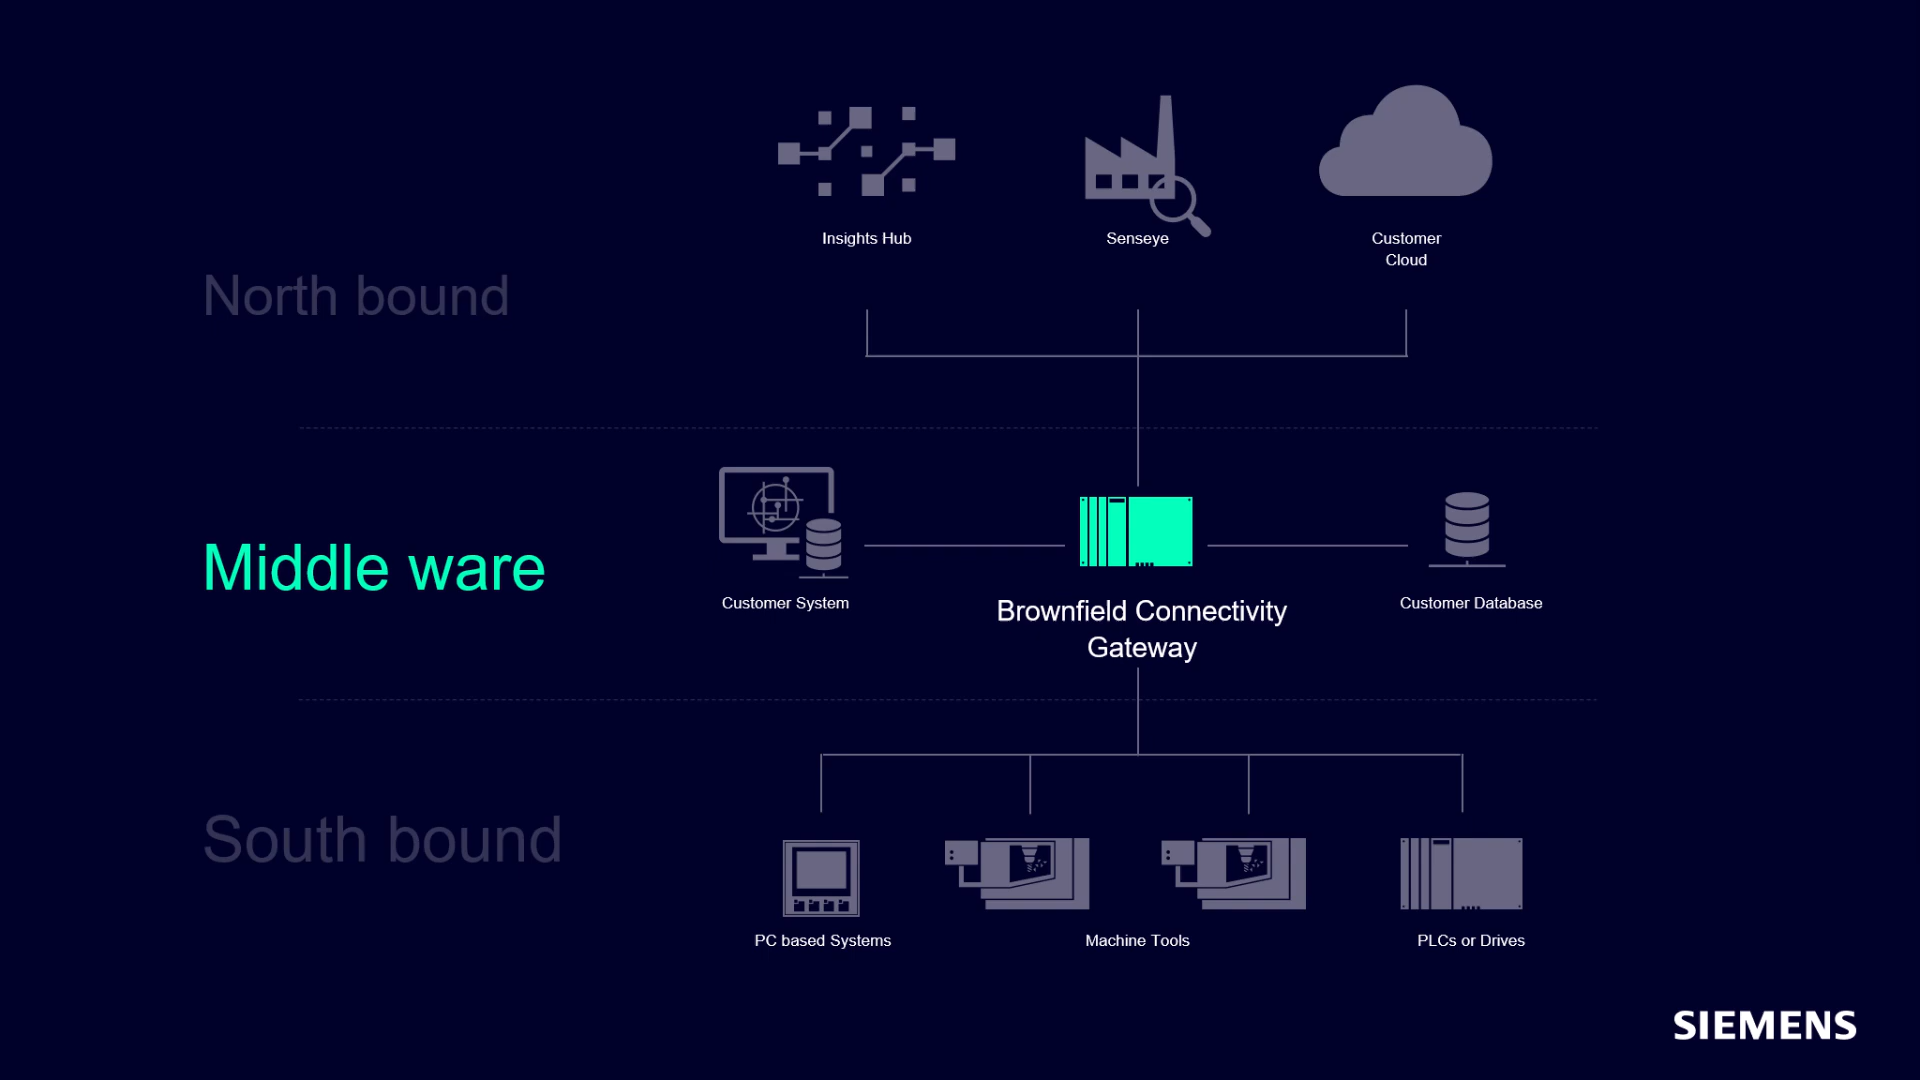 Insights Hub
Senseye
Customer
Cloud
North bound
Middle ware
Customer System
Brownfield Connectivity
Gateway
Customer Database
South bound
PC based Systems
Machine Tools
PLCs or Drives
SIEMENS